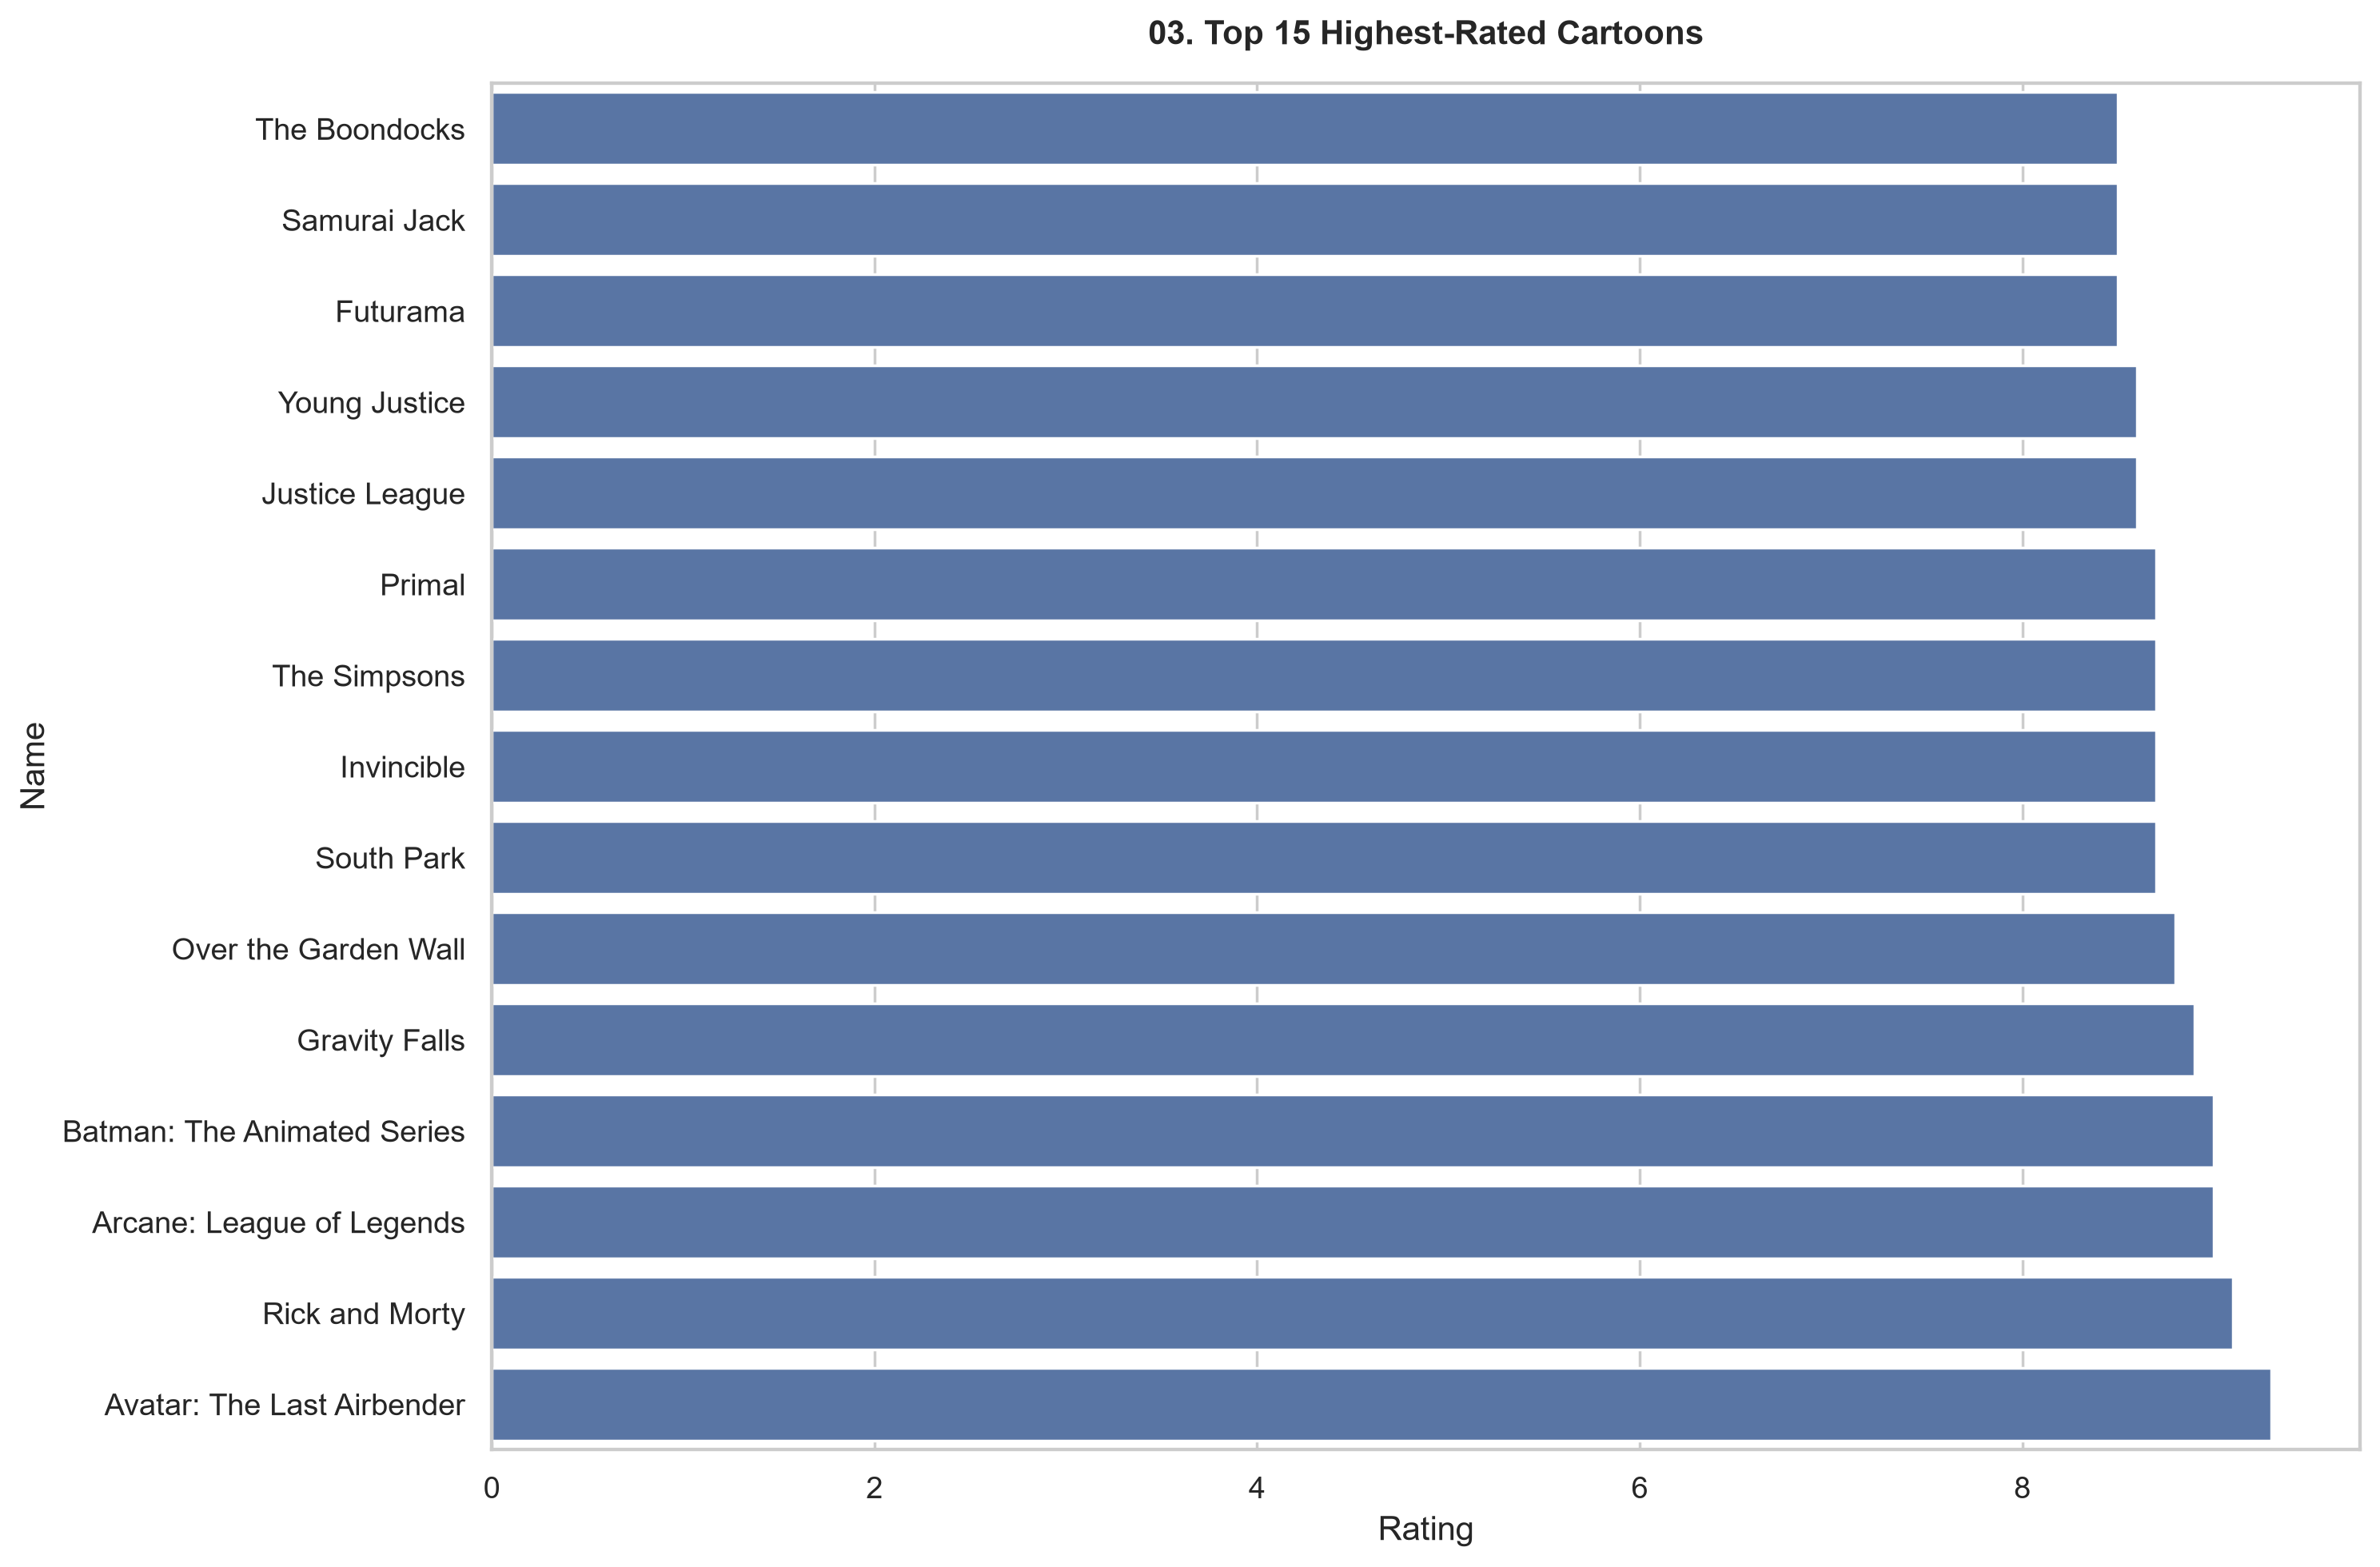 03. Top 15 Highest-Rated Cartoons
Name
The Boondocks
Samurai Jack
Futurama
Young Justice
Justice League
Primal
The Simpsons
Invincible
South Park
Over the Garden Wall
Gravity Falls
Batman: The Animated Series
Arcane: League of Legends
Rick and Morty
Avatar: The Last Airbender
0 2 4 6 8
Rating